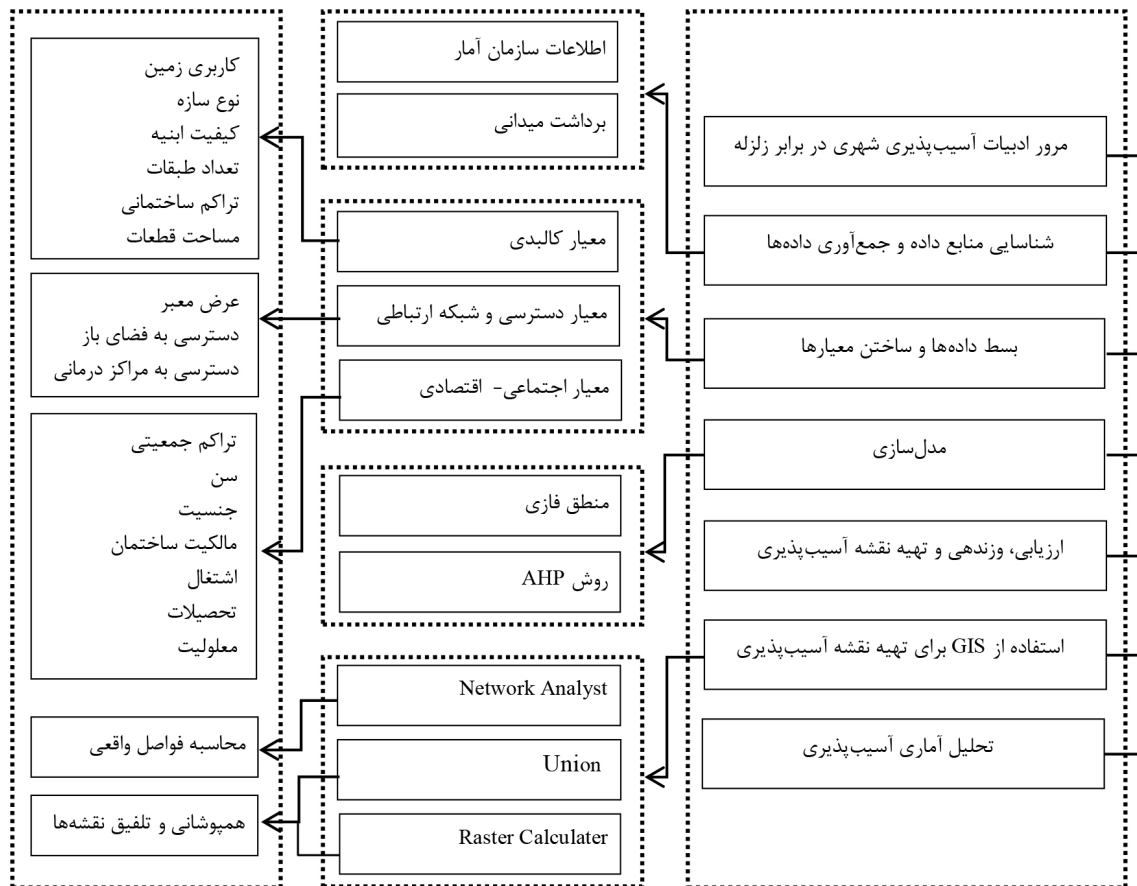 مرور ادبیات آسیب‌پذیری شهری در برابر زلزله
شناسایی منابع داده و جمع‌آوری داده‌ها
بسط داده‌ها و ساختن معیارها
مدل‌سازی
ارزیابی، وزندهی و تهیه نقشه آسیب‌پذیری
استفاده از GIS برای تهیه نقشه آسیب‌پذیری
تحلیل آماری آسیب‌پذیری
اطلاعات سازمان آمار
برداشت میدانی
معیار کالبدی
معیار دسترسی و شبکه ارتباطی
معیار اجتماعی- اقتصادی
منطق فازی
روش AHP
Network Analyst
Union
Raster Calculater
کاربری زمین
نوع سازه
کیفیت ابنیه
تعداد طبقات
تراکم ساختمانی
مساحت قطعات
عرض معبر
دسترسی به فضای باز
دسترسی به مراکز درمانی
تراکم جمعیتی
سن
جنسیت
مالکیت ساختمان
اشتغال
تحصیلات
معلولیت
محاسبه فواصل واقعی
همپوشانی و تلفیق نقشه‌ها